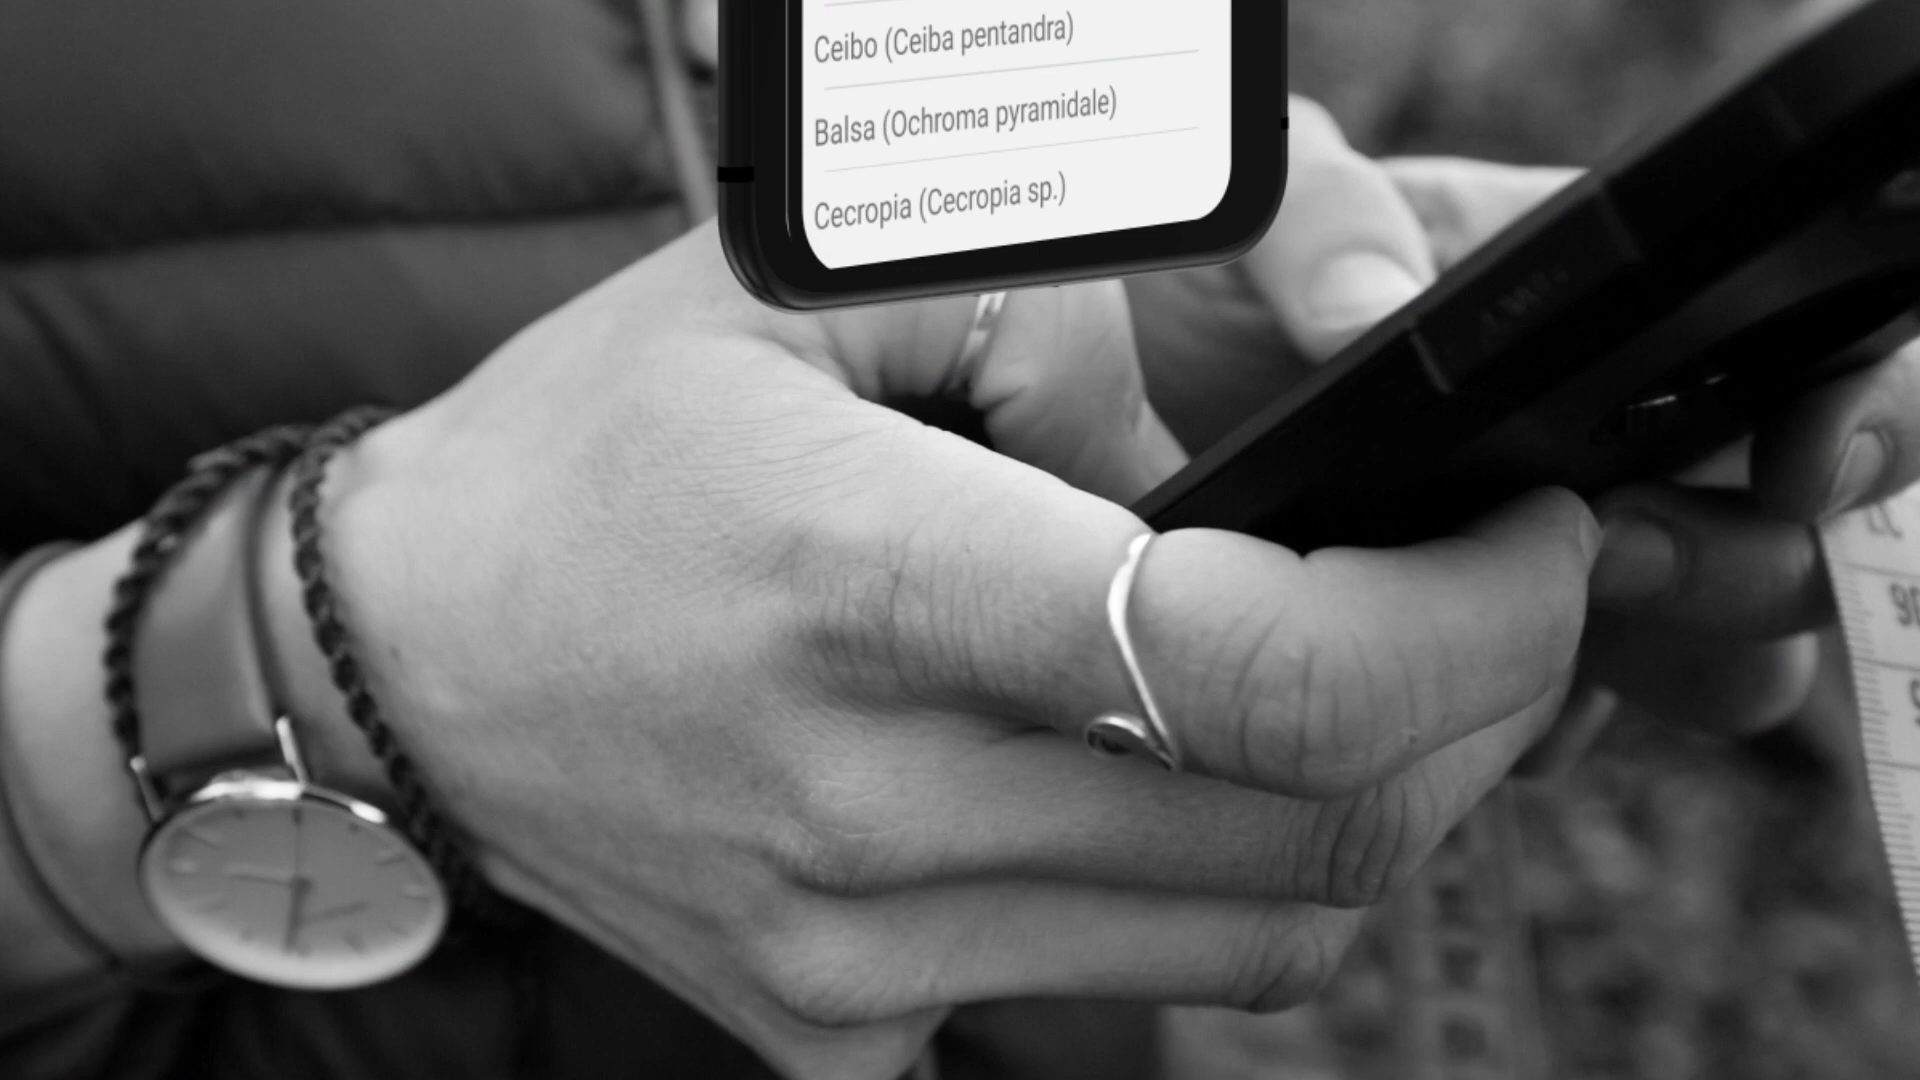 Ceibo (Ceiba pentandra)
Balsa (Ochroma pyramidale)
Cecropia (Cecropia sp.)